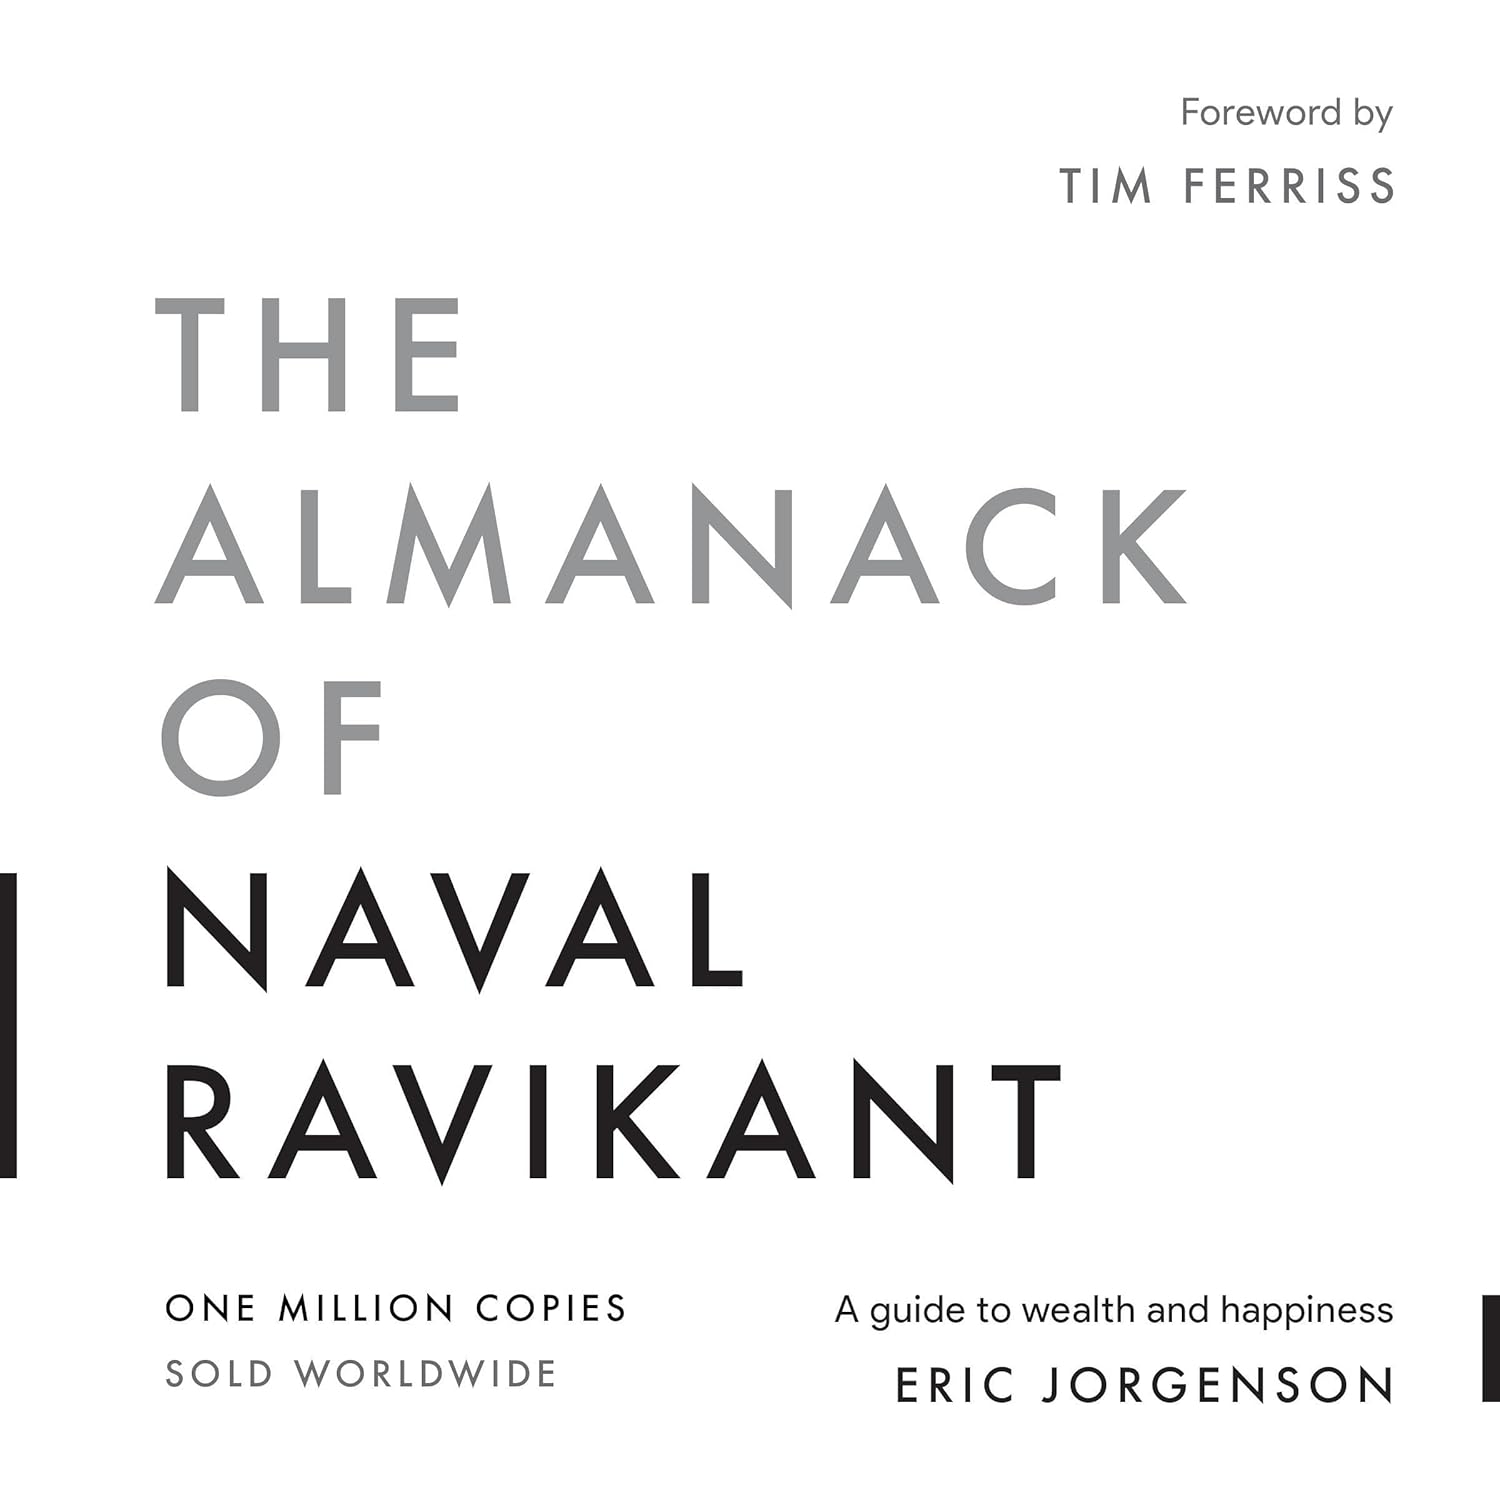 Foreword by
TIM FERRISS
THE
ALMANACK
OF
NAVAL
RAVIKANT
ONE MILLION COPIES
SOLD WORLDWIDE
A guide to wealth and happiness
ERIC JORGENSON